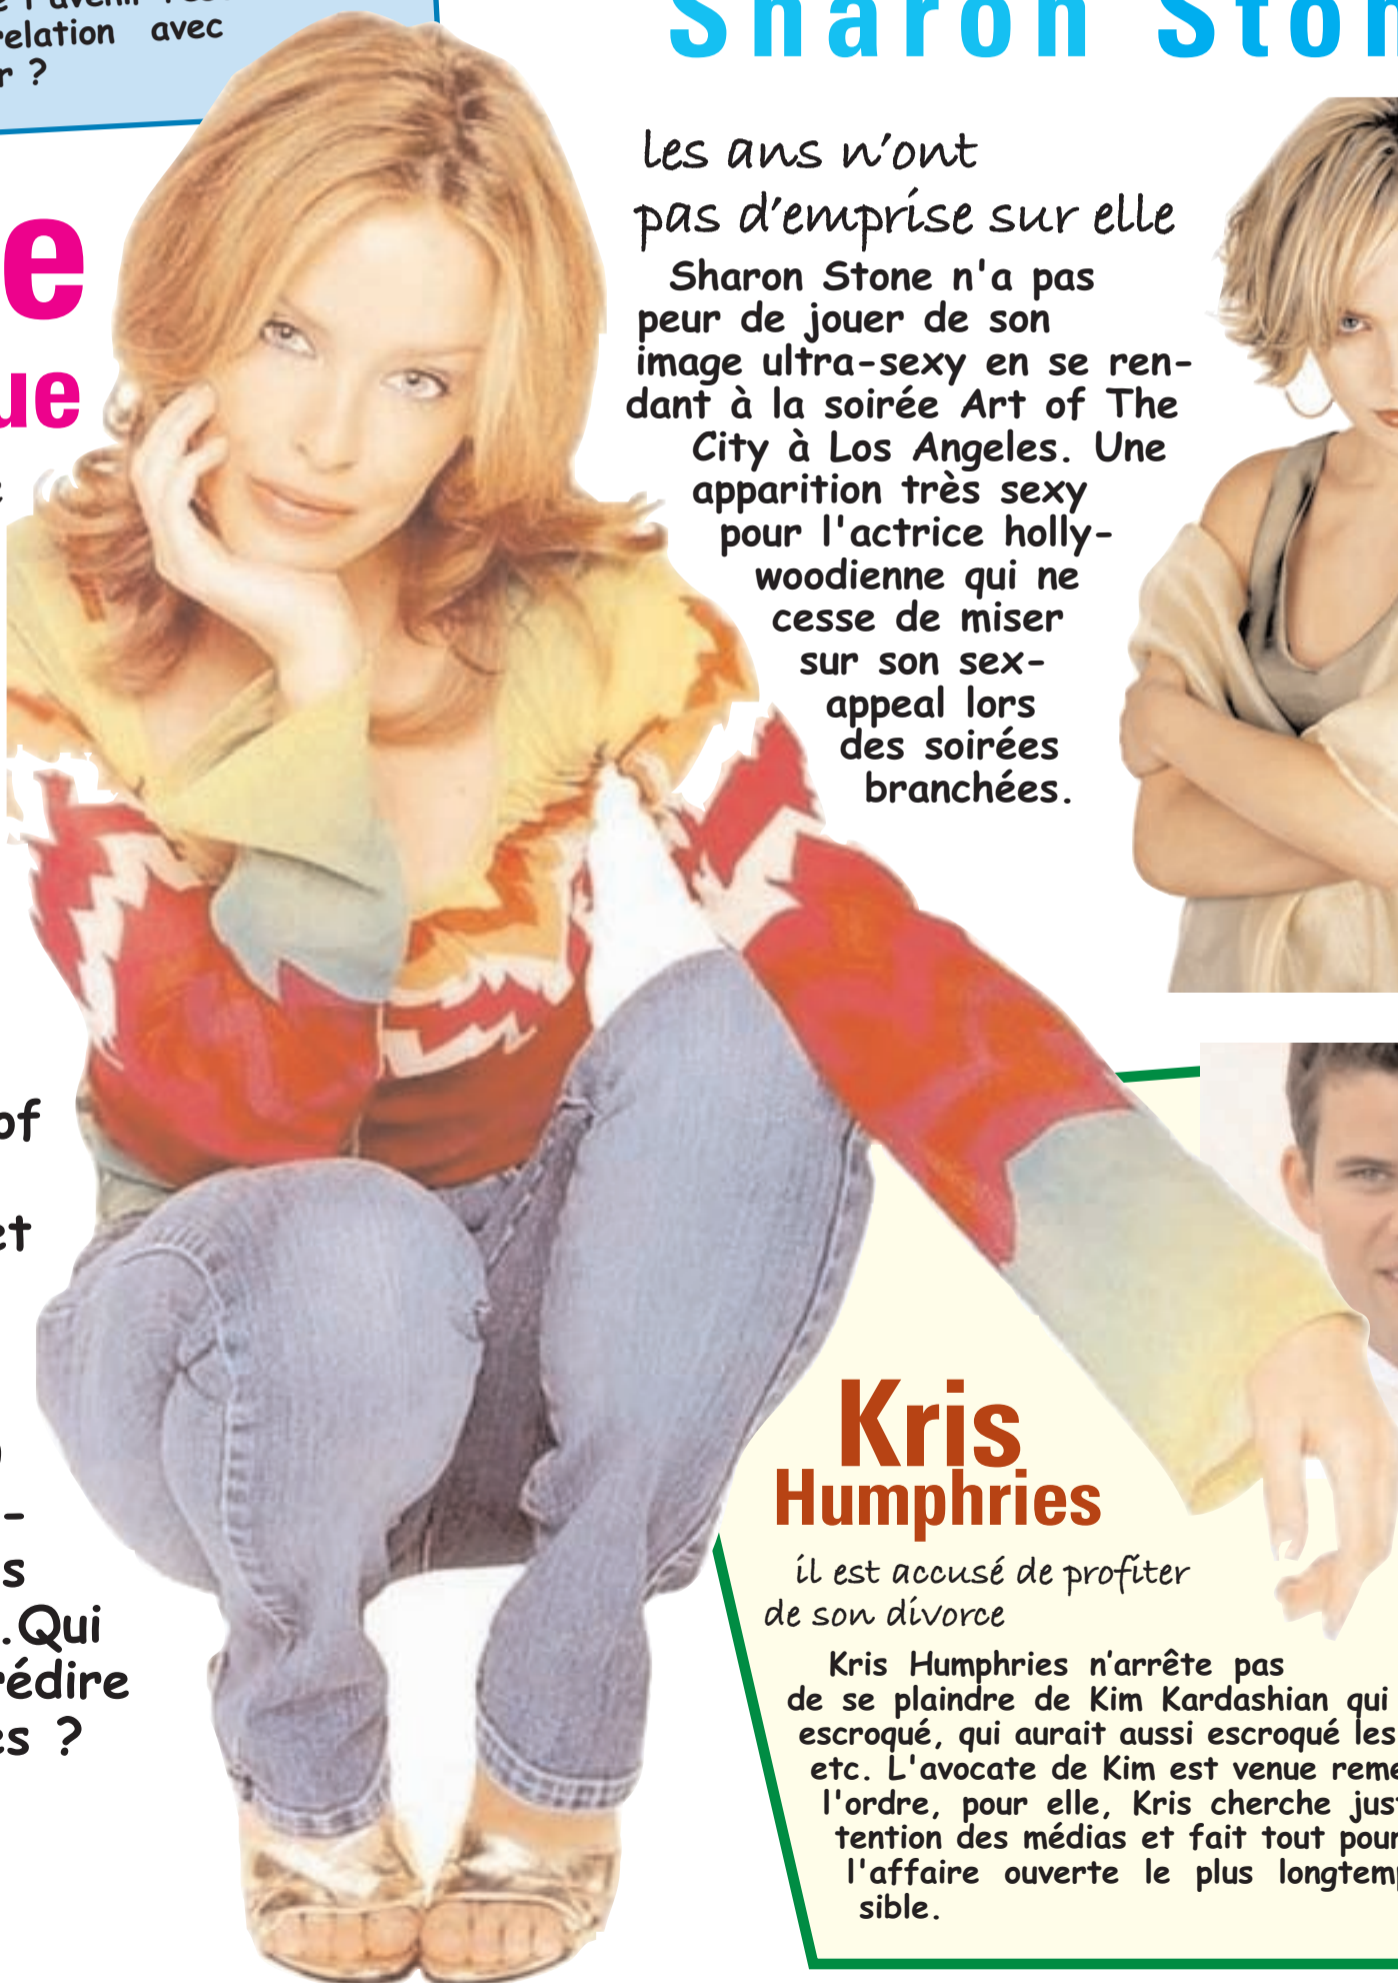 relation avec
r ?
Sharon Ston
les ans n'ont
pas d'emprise sur elle
Sharon Stone n'a pas
peur de jouer de son
image ultra-sexy en se ren-
dant à la soirée Art of The
City à Los Angeles. Une
apparition très sexy
pour l'actrice holly-
woodienne qui ne
cesse de miser
sur son sex-
appeal lors
des soirées
branchées.
e
ue
of
et
-
s
.Qui
rédire
es ?
Kris
Humphries
il est accusé de profiter
de son divorce
Kris Humphries n'arrête pas
de se plaindre de Kim Kardashian qui
escroqué, qui aurait aussi escroqué les
etc. L'avocate de Kim est venue reme
l'ordre, pour elle, Kris cherche jus
tention des médias et fait tout pour
l'affaire ouverte le plus longtemp
sible.